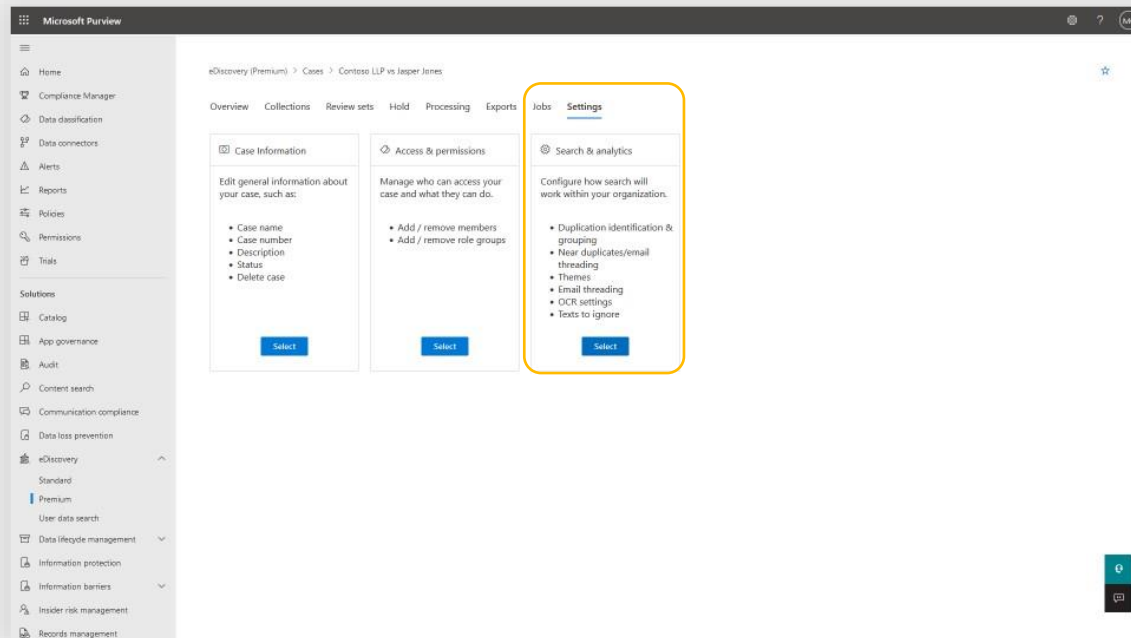 Microsoft Purview
?
Home
Compliance Manager
Data classification
Data connectors
Alerts
Reports
Policies
Permissions
Trials
Solutions
Catalog
App governance
Audit
Content search
Communication compliance
Data loss prevention
eDiscovery
Standard
Premium
User data search
Data lifecycle management
Information protection
Information barriers
Insider risk management
Records management
eDiscovery (Premium) > Cases > Contoso LLP vs Jasper Jones
Overview Collections Review sets Hold Processing Exports Jobs Settings
Case Information
Edit general information about
your case, such as:
• Case name
• Case number
• Description
• Status
• Delete case
Select
Access & permissions
Manage who can access your
case and what they can do.
• Add / remove members
• Add / remove role groups
Select
Search & analytics
Configure how search will
work within your organization.
• Duplication identification &
grouping
• Near duplicates/email
threading
• Themes
• Email threading
• OCR settings
• Texts to ignore
Select